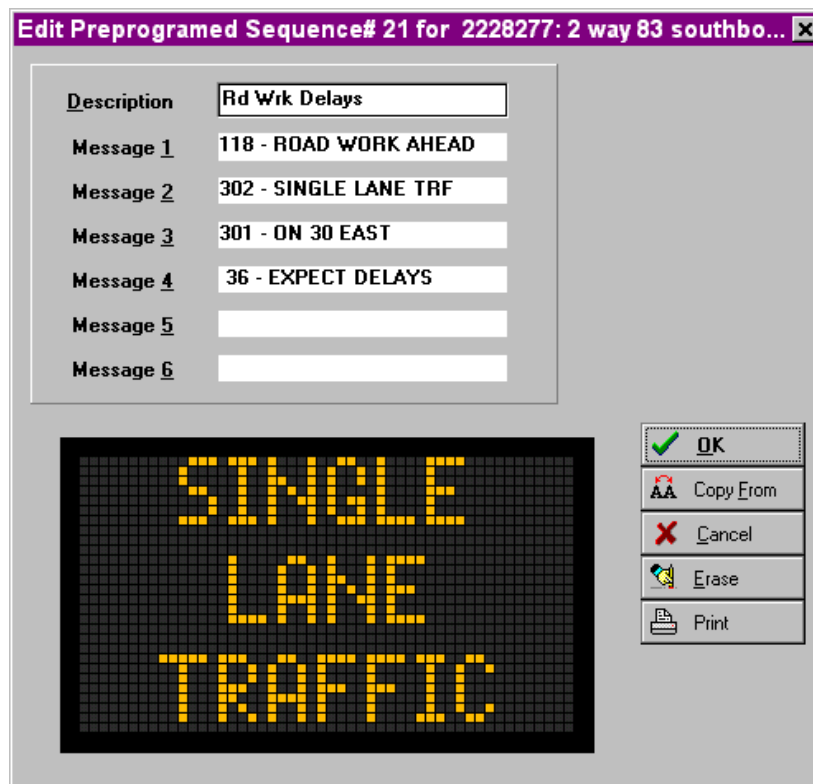 Edit Preprogramed Sequence# 21 for 2228277: 2 way 83 southbo...
Description Rd Wrk Delays
Message 1 118 - ROAD WORK AHEAD
Message 2 302 - SINGLE LANE TRF
Message 3 301 - ON 30 EAST
Message 4 36 - EXPECT DELAYS
Message 5
Message 6
SINGLE
LANE
TRAFFIC
OK
AA Copy From
Cancel
Erase
Print